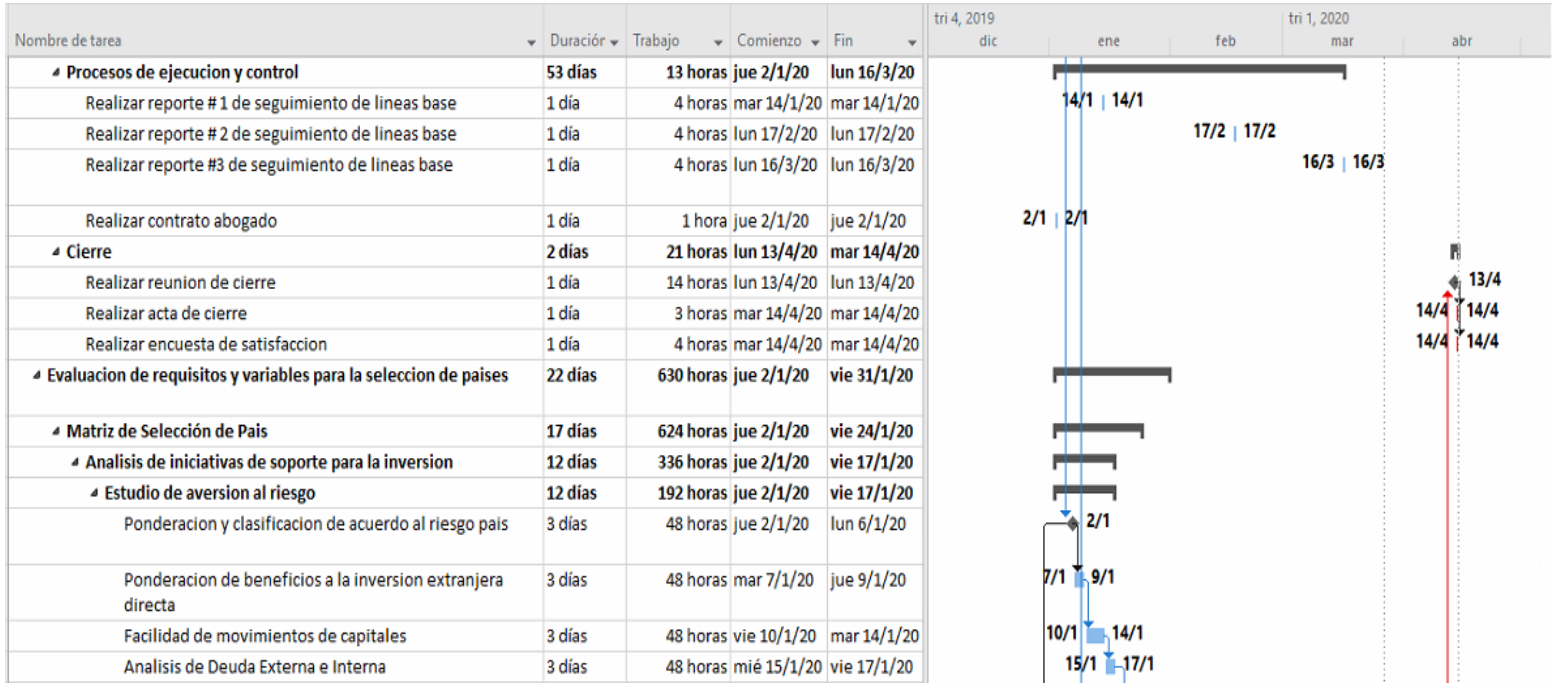 tri 4, 2019 tri 1, 2020
Nombre de tarea Duración Trabajo Comienzo Fin dic ene feb mar abr
Procesos de ejecucion y control 53 días 13 horas jue 2/1/20 lun 16/3/20
Realizar reporte # 1 de seguimiento de lineas base 1 día 4 horas mar 14/1/20 mar 14/1/20 14/1 14/1
Realizar reporte # 2 de seguimiento de lineas base 1 día 4 horas lun 17/2/20 lun 17/2/20 17/2 17/2
Realizar reporte #3 de seguimiento de lineas base 1 día 4 horas lun 16/3/20 lun 16/3/20 16/3 16/3
Realizar contrato abogado 1 día 1 hora jue 2/1/20 jue 2/1/20 2/1 2/1
Cierre 2 días 21 horas lun 13/4/20 mar 14/4/20
Realizar reunion de cierre 1 día 14 horas lun 13/4/20 lun 13/4/20 13/4
Realizar acta de cierre 1 día 3 horas mar 14/4/20 mar 14/4/20 14/4 14/4
Realizar encuesta de satisfaccion 1 día 4 horas mar 14/4/20 mar 14/4/20 14/4 14/4
Evaluacion de requisitos y variables para la seleccion de paises 22 días 630 horas jue 2/1/20 vie 31/1/20
Matriz de Selección de Pais 17 días 624 horas jue 2/1/20 vie 24/1/20
Analisis de iniciativas de soporte para la inversion 12 días 336 horas jue 2/1/20 vie 17/1/20
Estudio de aversion al riesgo 12 días 192 horas jue 2/1/20 vie 17/1/20
Ponderacion y clasificacion de acuerdo al riesgo pais 3 días 48 horas jue 2/1/20 lun 6/1/20 2/1
Ponderacion de beneficios a la inversion extranjera 3 días 48 horas mar 7/1/20 jue 9/1/20 7/1 9/1
directa
Facilidad de movimientos de capitales 3 días 48 horas vie 10/1/20 mar 14/1/20 10/1 14/1
Analisis de Deuda Externa e Interna 3 días 48 horas mié 15/1/20 vie 17/1/20 15/1 17/1